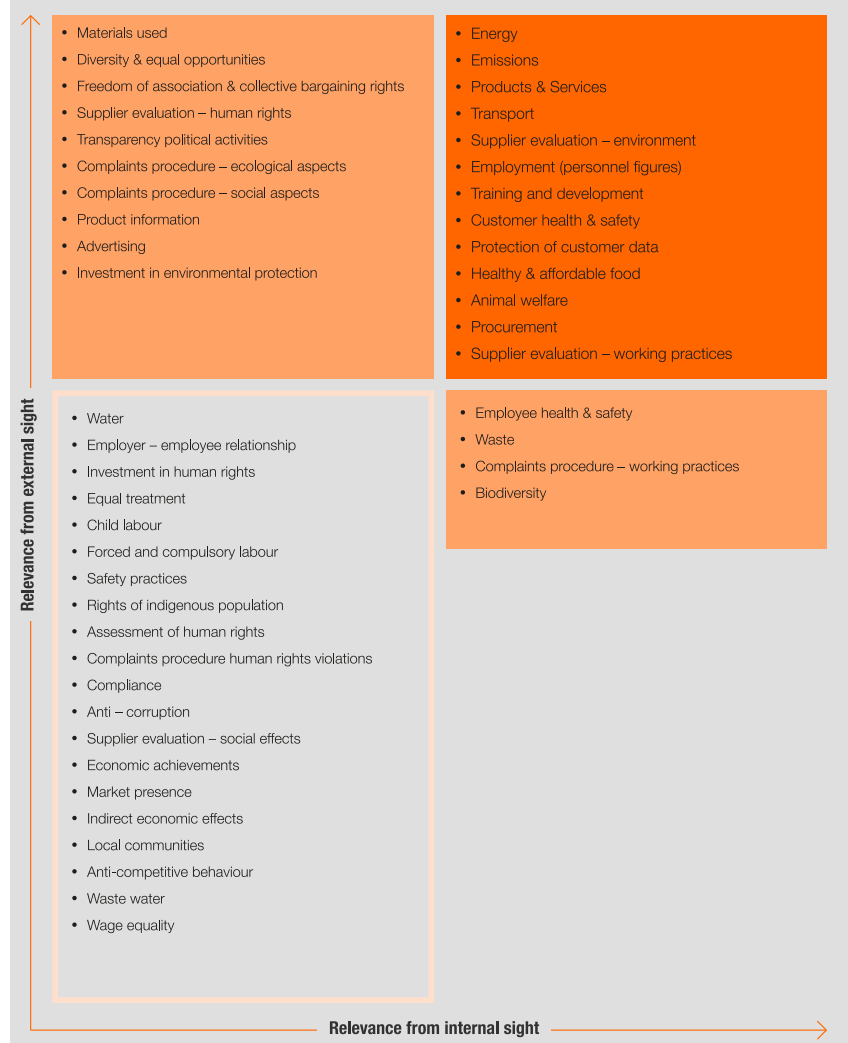 • Materials used
• Diversity & equal opportunities
• Freedom of association & collective bargaining rights
• Supplier evaluation – human rights
• Transparency political activities
• Complaints procedure – ecological aspects
• Complaints procedure – social aspects
• Product information
• Advertising
• Investment in environmental protection
• Energy
• Emissions
• Products & Services
• Transport
• Supplier evaluation – environment
• Employment (personnel figures)
• Training and development
• Customer health & safety
• Protection of customer data
• Healthy & affordable food
• Animal welfare
• Procurement
• Supplier evaluation – working practices
Relevance from external sight
• Water
• Employer – employee relationship
• Investment in human rights
• Equal treatment
• Child labour
• Forced and compulsory labour
• Safety practices
• Rights of indigenous population
• Assessment of human rights
• Complaints procedure human rights violations
• Compliance
• Anti – corruption
• Supplier evaluation – social effects
• Economic achievements
• Market presence
• Indirect economic effects
• Local communities
• Anti-competitive behaviour
• Waste water
• Wage equality
• Employee health & safety
• Waste
• Complaints procedure – working practices
• Biodiversity
Relevance from internal sight